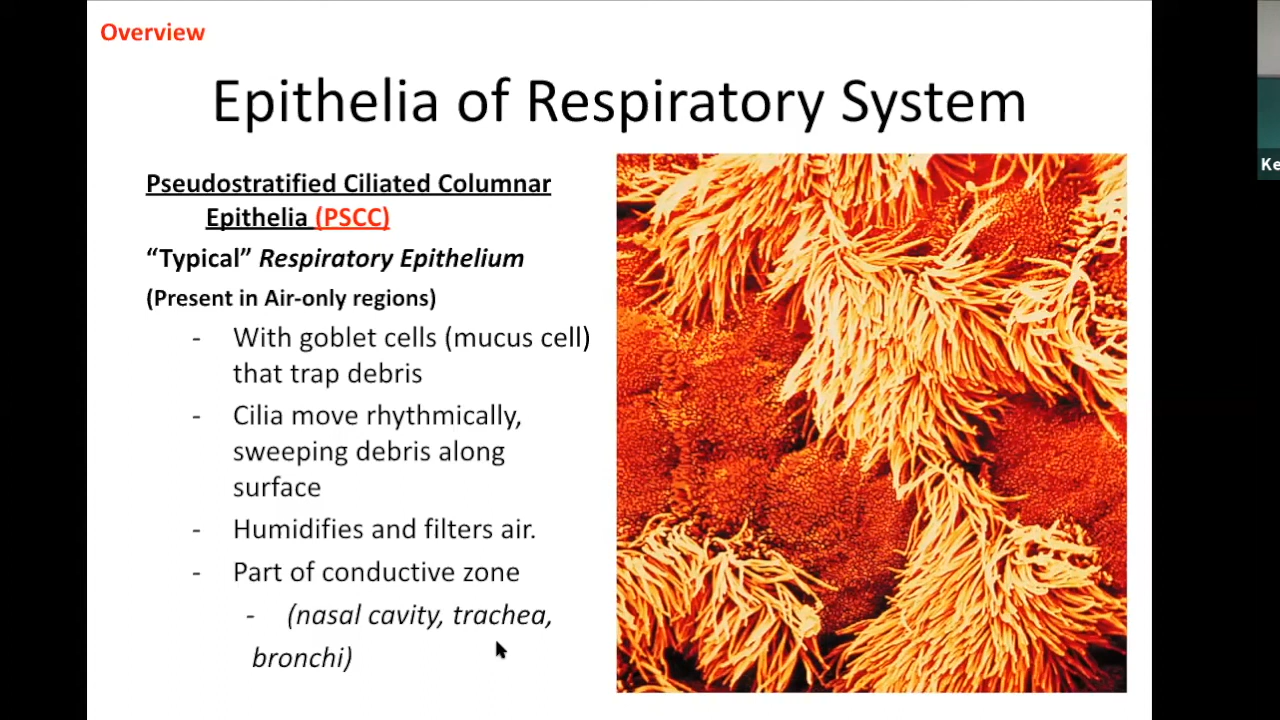 Overview
Epithelia of Respiratory System
Pseudostratified Ciliated Columnar
Epithelia (PSCC)
“Typical” Respiratory Epithelium
(Present in Air-only regions)
- With goblet cells (mucus cell)
that trap debris
- Cilia move rhythmically,
sweeping debris along
surface
- Humidifies and filters air.
- Part of conductive zone
- (nasal cavity, trachea,
bronchi)
Ke